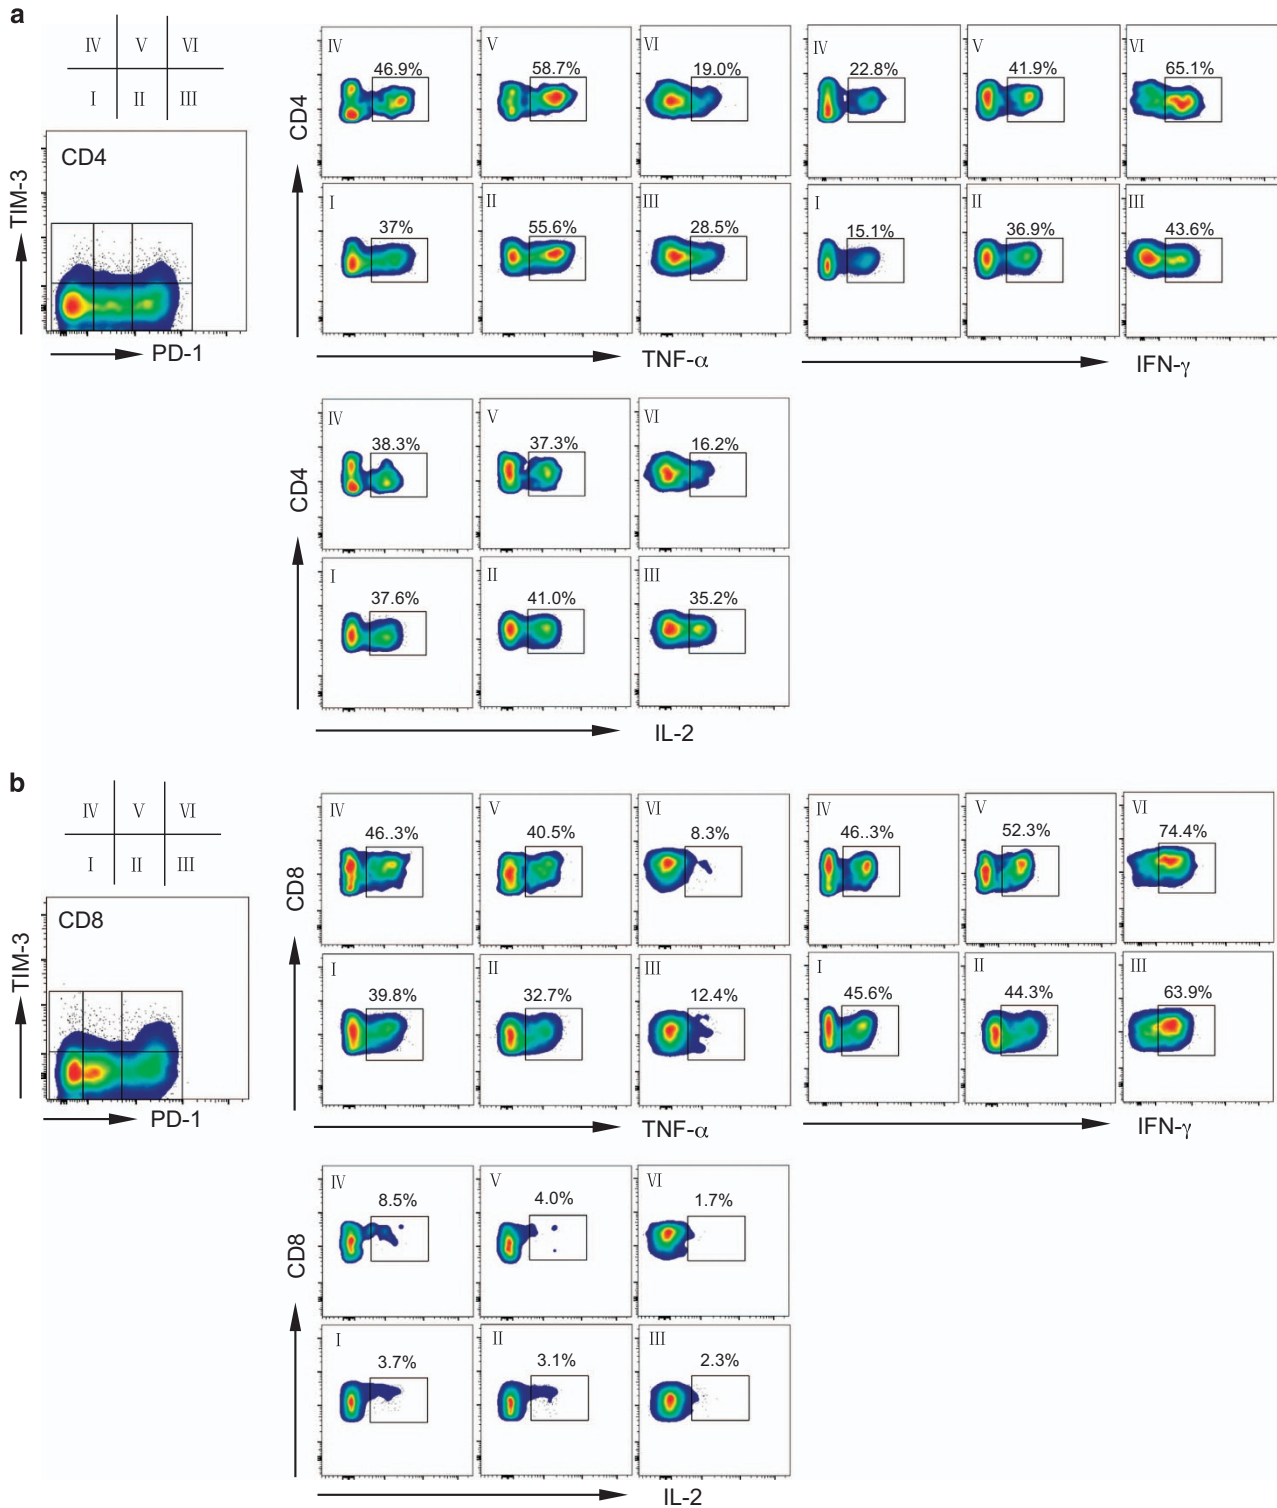 a
IV V VI
I II III
CD4
TIM-3
PD-1
CD4
IV 46.9%
V 58.7%
VI 19.0%
I 37%
II 55.6%
III 28.5%
TNF-α
IV 22.8%
V 41.9%
VI 65.1%
I 15.1%
II 36.9%
III 43.6%
IFN-γ
CD4
IV 38.3%
V 37.3%
VI 16.2%
I 37.6%
II 41.0%
III 35.2%
IL-2
b
IV V VI
I II III
CD8
TIM-3
PD-1
CD8
IV 46..3%
V 40.5%
VI 8.3%
I 39.8%
II 32.7%
III 12.4%
TNF-α
IV 46..3%
V 52.3%
VI 74.4%
I 45.6%
II 44.3%
III 63.9%
IFN-γ
CD8
IV 8.5%
V 4.0%
VI 1.7%
I 3.7%
II 3.1%
III 2.3%
IL-2